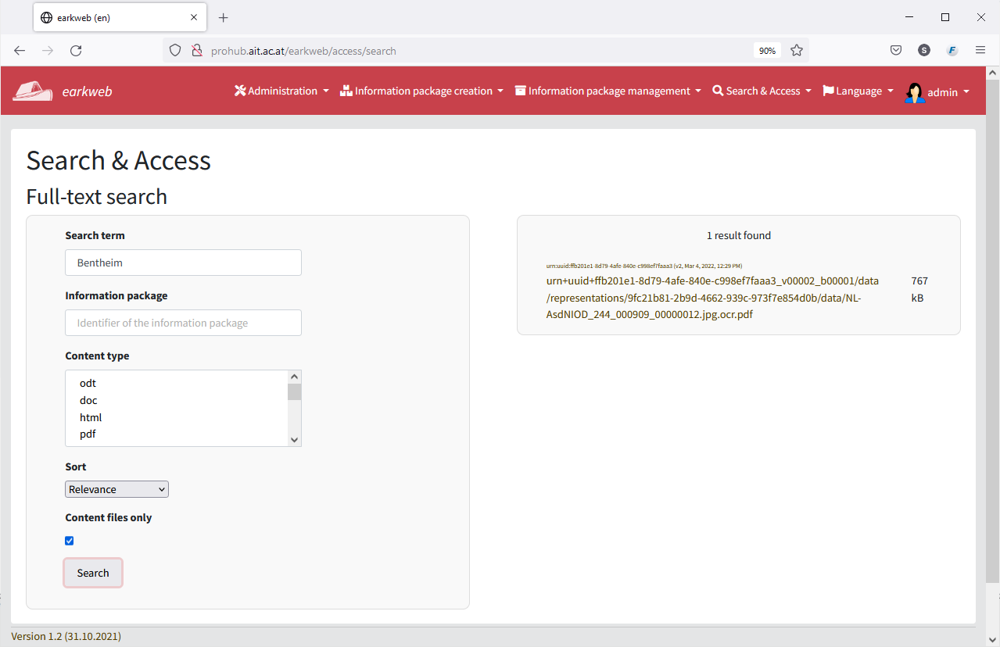 earkweb (en)
prohub.ait.ac.at/earkweb/access/search
90%
S
F
earkweb
Administration
Information package creation
Information package management
Search & Access
Language
admin
Search & Access
Full-text search
Search term
Bentheim
Information package
Identifier of the information package
Content type
odt
doc
html
pdf
Sort
Relevance
Content files only
Search
1 result found
urn:uuid:ffb201e1-8d79-4afe-840e-c998ef7faaa3 (v2, Mar 4, 2022, 12:29 PM)
urn+uuid+ffb201e1-8d79-4afe-840e-c998ef7faaa3_v00002_b00001/data
/representations/9fc21b81-2b9d-4662-939c-973f7e854d0b/data/NL-
AsdNIOD_244_000909_00000012.jpg.ocr.pdf
767
kB
Version 1.2 (31.10.2021)